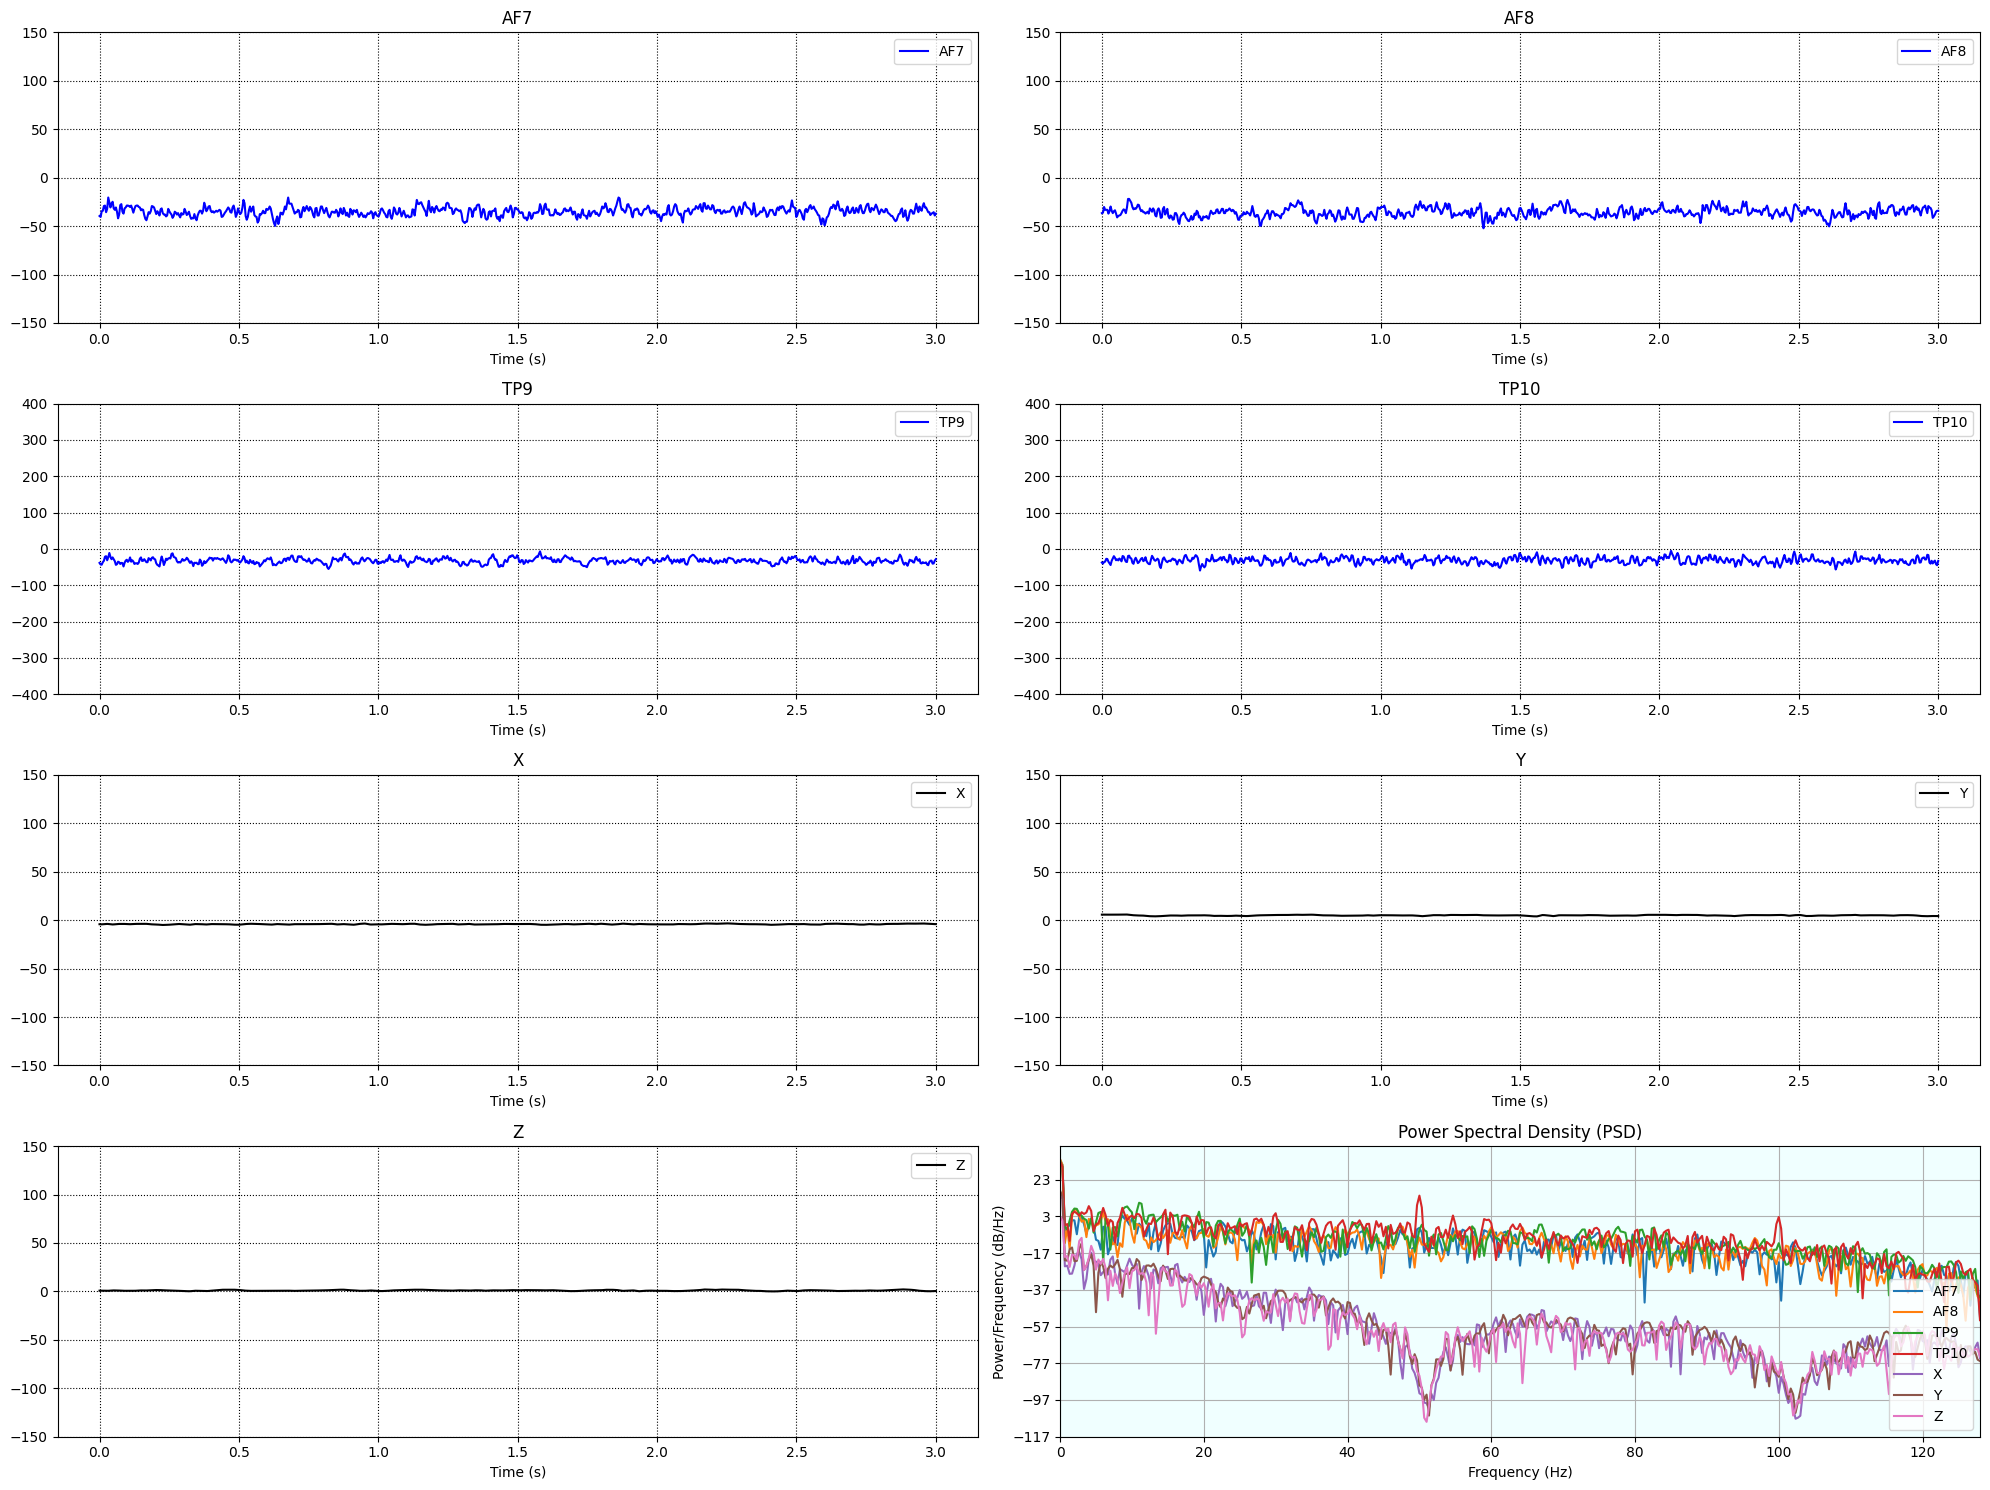 AF7
150
100
50
0
−50
−100
−150
0.0 0.5 1.0 1.5 2.0 2.5 3.0
Time (s)
AF7
AF8
150
100
50
0
−50
−100
−150
0.0 0.5 1.0 1.5 2.0 2.5 3.0
Time (s)
AF8
TP9
400
300
200
100
0
−100
−200
−300
−400
0.0 0.5 1.0 1.5 2.0 2.5 3.0
Time (s)
TP9
TP10
400
300
200
100
0
−100
−200
−300
−400
0.0 0.5 1.0 1.5 2.0 2.5 3.0
Time (s)
TP10
X
150
100
50
0
−50
−100
−150
0.0 0.5 1.0 1.5 2.0 2.5 3.0
Time (s)
X
Y
150
100
50
0
−50
−100
−150
0.0 0.5 1.0 1.5 2.0 2.5 3.0
Time (s)
Y
Z
150
100
50
0
−50
−100
−150
0.0 0.5 1.0 1.5 2.0 2.5 3.0
Time (s)
Z
Power Spectral Density (PSD)
Power/Frequency (dB/Hz)
23
3
−17
−37
−57
−77
−97
−117
0 20 40 60 80 100 120
Frequency (Hz)
AF7
AF8
TP9
TP10
X
Y
Z